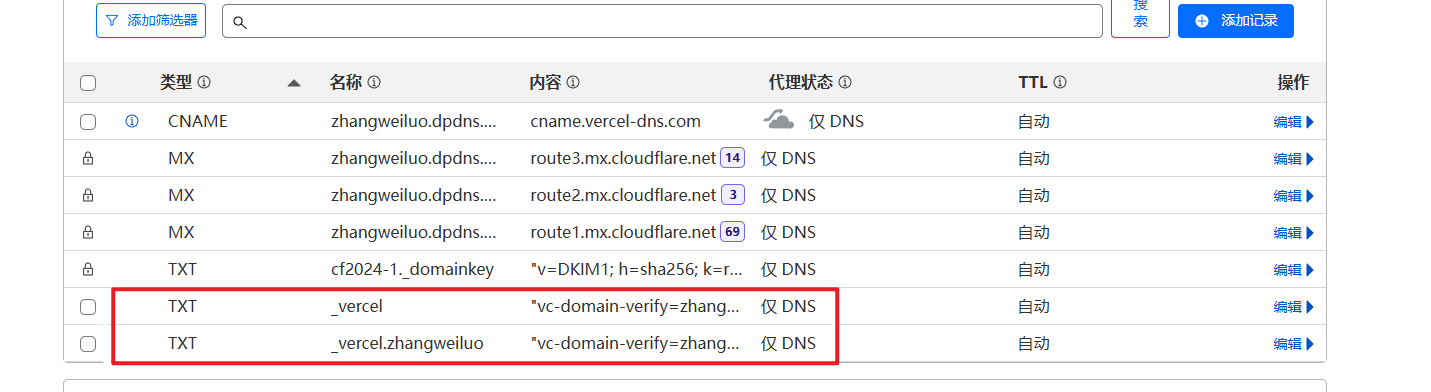 添加筛选器
搜索
添加记录
类型 名称 内容 代理状态 TTL 操作
CNAME zhangweiluo.dpdns.... cname.vercel-dns.com 仅 DNS 自动 编辑
MX zhangweiluo.dpdns.... route3.mx.cloudflare.net 14 仅 DNS 自动 编辑
MX zhangweiluo.dpdns.... route2.mx.cloudflare.net 3 仅 DNS 自动 编辑
MX zhangweiluo.dpdns.... route1.mx.cloudflare.net 69 仅 DNS 自动 编辑
TXT cf2024-1._domainkey "v=DKIM1; h=sha256; k=r... 仅 DNS 自动 编辑
TXT _vercel "vc-domain-verify=zhang... 仅 DNS 自动 编辑
TXT _vercel.zhangweiluo "vc-domain-verify=zhang... 仅 DNS 自动 编辑